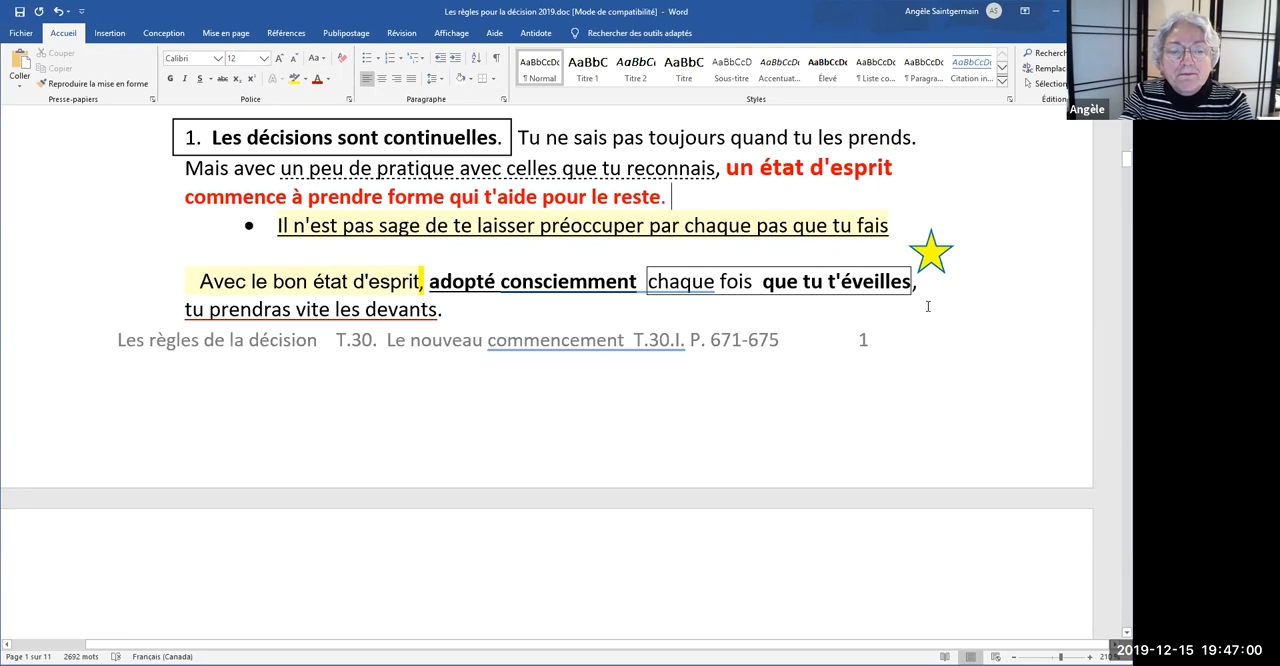 Les règles pour la décision 2019.doc [Mode de compatibilité] - Word
Angèle Saintgermain AS
Fichier Accueil Insertion Conception Mise en page Références Publipostage Révision Affichage Aide Antidote Rechercher des outils adaptés
Coller
Couper
Copier
Reproduire la mise en forme
Presse-papiers
Calibri 12
Police
Paragraphe
AaBbCcDc AaBbC AaBbCc AaBbC AaBbCcD AaBbCcDc AaBbCcDc AaBbCcDc AaBbCcDc AaBbCcDc
¶ Normal Titre 1 Titre 2 Titre Sous-titre Accentuat... Élevé ¶ Liste co... ¶ Paragra... Citation in...
Styles
Recherch
Remplac
Sélection
Édition
Angèle
1. Les décisions sont continuelles. Tu ne sais pas toujours quand tu les prends.
Mais avec un peu de pratique avec celles que tu reconnais, un état d'esprit
commence à prendre forme qui t'aide pour le reste.
• Il n'est pas sage de te laisser préoccuper par chaque pas que tu fais
Avec le bon état d'esprit, adopté consciemment chaque fois que tu t'éveilles,
tu prendras vite les devants.
Les règles de la décision T.30. Le nouveau commencement T.30.I. P. 671-675 1
Page 1 sur 11 2692 mots Français (Canada)
2019-12-15 19:47:00